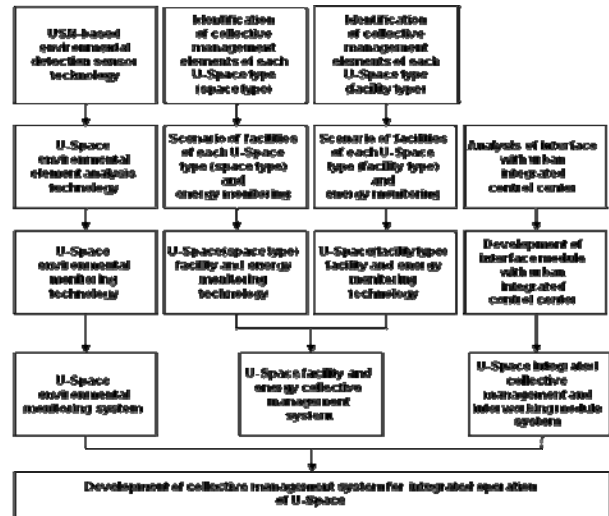 USN-based
environmental
detection sensor
technology
Identification
of collective
management
elements of each
U-Space type
(space type)
Identification
of collective
management
elements of each
U-Space type
(facility type)
U-Space
environmental
element analysis
technology
Scenario of facilities
of each U-Space
type (space type)
and
energy monitoring
Scenario of facilities
of each U-Space
type (facility type)
and
energy monitoring
Analysis of interface
with urban
integrated
control center
U-Space
environmental
monitoring
technology
U-Space(space type)
facility and energy
monitoring
technology
U-Space(facility type)
facility and energy
monitoring
technology
Development of
interface module
with urban
integrated
control center
U-Space
environmental
monitoring system
U-Space facility and
energy collective
management
system
U-Space integrated
collective
management and
interworking module
system
Development of collective management system for integrated operation
of U-Space